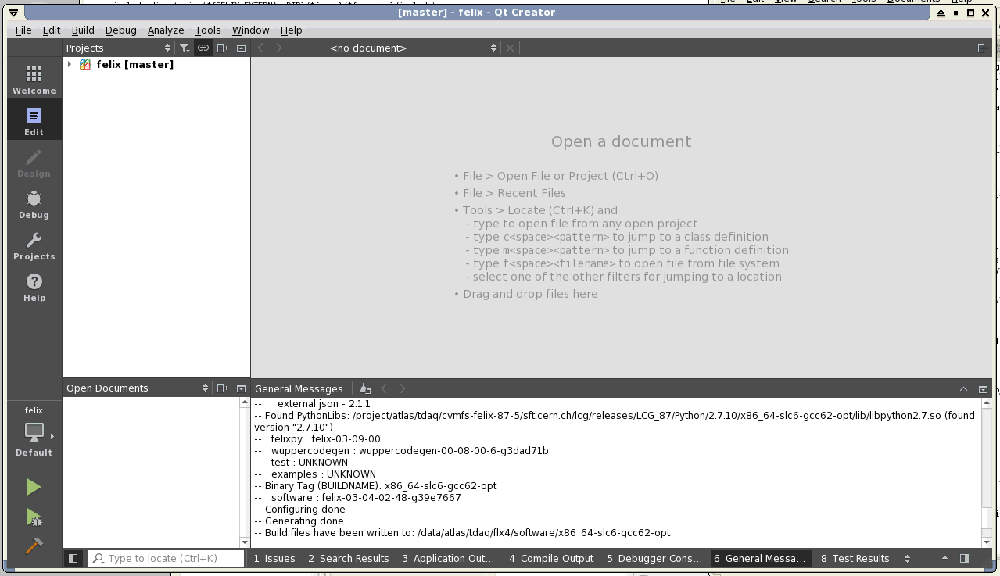 [master] - felix - Qt Creator
File Edit Build Debug Analyze Tools Window Help
Projects
<no document>
felix [master]
Welcome
Edit
Design
Debug
Projects
Help
Open a document
• File > Open File or Project (Ctrl+O)
• File > Recent Files
• Tools > Locate (Ctrl+K) and
- type to open file from any open project
- type c<space><pattern> to jump to a class definition
- type m<space><pattern> to jump to a function definition
- type f<space><filename> to open file from file system
- select one of the other filters for jumping to a location
• Drag and drop files here
Open Documents
General Messages
felix
Default
-- external json - 2.1.1
-- Found PythonLibs: /project/atlas/tdaq/cvmfs-felix-87-5/sft.cern.ch/lcg/releases/LCG_87/Python/2.7.10/x86_64-slc6-gcc62-opt/lib/libpython2.7.so (found
version "2.7.10")
-- felixpy : felix-03-09-00
-- wuppercodegen : wuppercodegen-00-08-00-6-g3dad71b
-- test : UNKNOWN
-- examples : UNKNOWN
-- Binary Tag (BUILDNAME): x86_64-slc6-gcc62-opt
-- software : felix-03-04-02-48-g39e7667
-- Configuring done
-- Generating done
-- Build files have been written to: /data/atlas/tdaq/flx4/software/x86_64-slc6-gcc62-opt
Type to locate (Ctrl+K)
1 Issues 2 Search Results 3 Application Out... 4 Compile Output 5 Debugger Cons... 6 General Messa... 8 Test Results